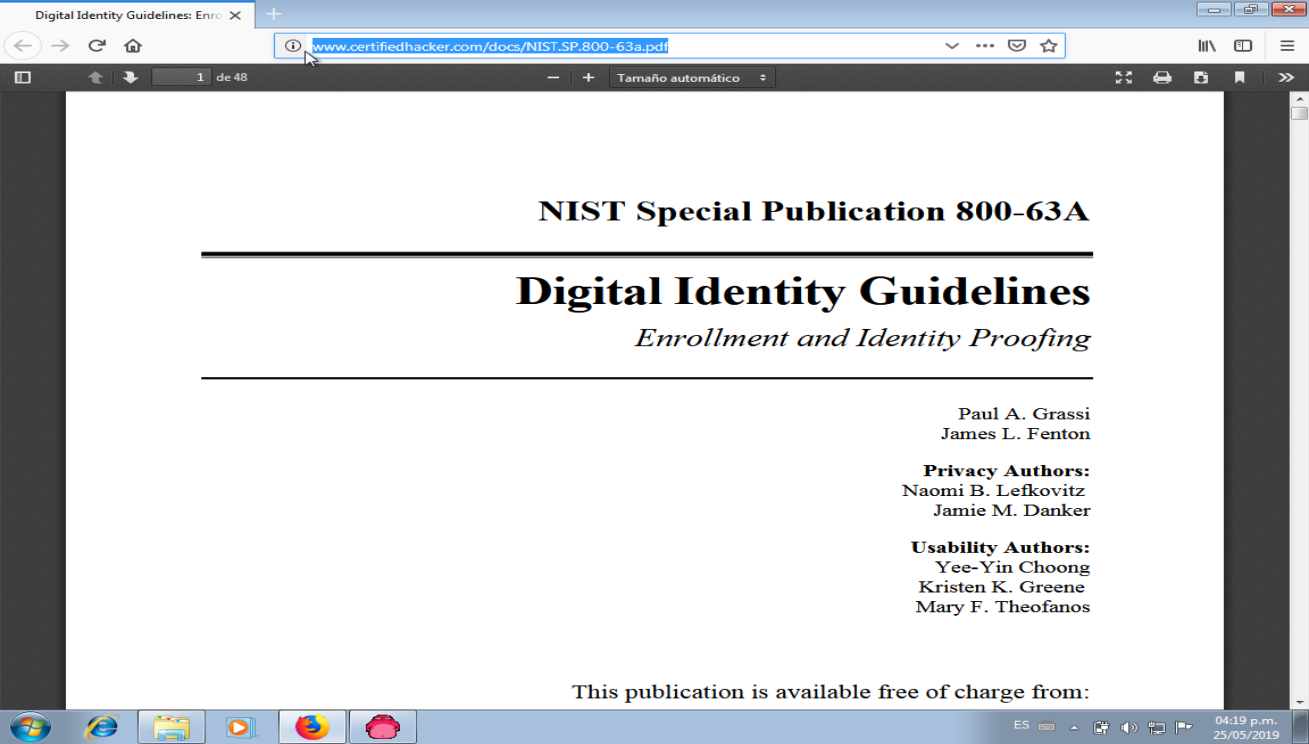 Digital Identity Guidelines: Enro
www.certifiedhacker.com/docs/NIST.SP.800-63a.pdf
1 de 48
Tamaño automático
NIST Special Publication 800-63A
Digital Identity Guidelines
Enrollment and Identity Proofing
Paul A. Grassi
James L. Fenton
Privacy Authors:
Naomi B. Lefkovitz
Jamie M. Danker
Usability Authors:
Yee-Yin Choong
Kristen K. Greene
Mary F. Theofanos
This publication is available free of charge from:
ES
04:19 p.m.
25/05/2019